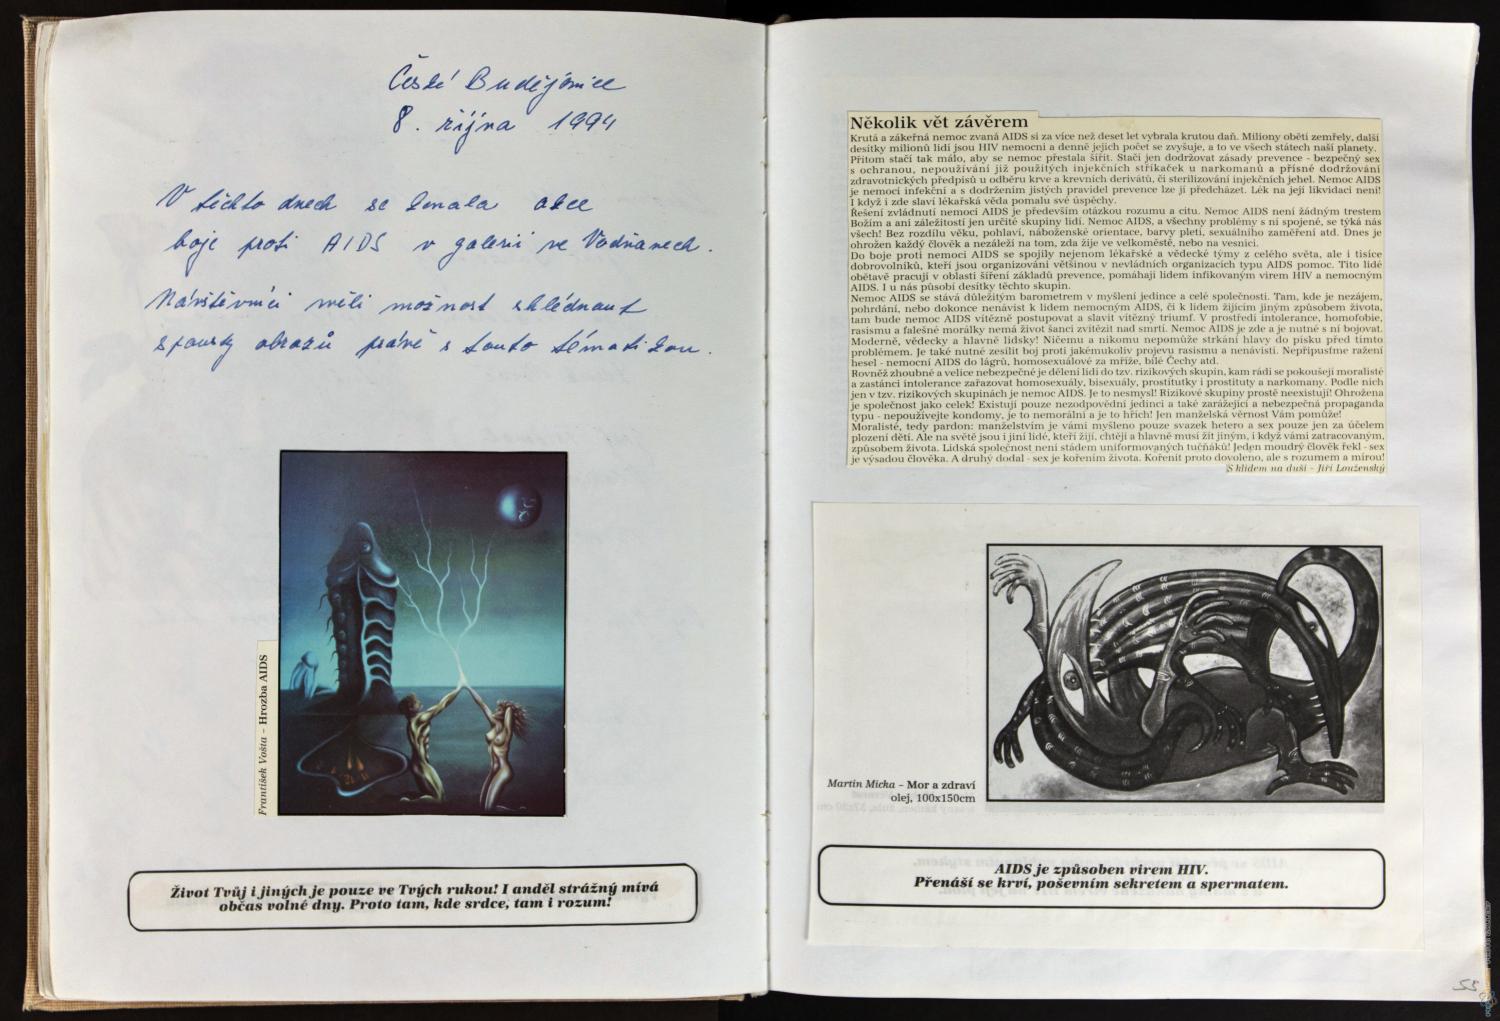 České Budějovice
8. října 1994
V těchto dnech se konala akce
boje proti AIDS v galerii ve Vodňanech.
Návštěvníci měli možnost shlédnout
spousty obrazů právě s touto tématikou.
František Vošta – Hrozba AIDS
Život Tvůj i jiných je pouze ve Tvých rukou! I anděl strážný mívá
občas volné dny. Proto tam, kde srdce, tam i rozum!
Několik vět závěrem
Krutá a zákeřná nemoc zvaná AIDS si za více než deset let vybrala krutou daň. Miliony obětí zemřely, další
desítky milionů lidí jsou HIV nemocni a denně jejich počet se zvyšuje, a to ve všech státech naší planety.
Přitom stačí tak málo, aby se nemoc přestala šířit. Stačí jen dodržovat zásady prevence - bezpečný sex
s ochranou, nepoužívání již použitých injekčních stříkaček u narkomanů a přísné dodržování
zdravotnických předpisů u odběru krve a krevních derivátů, či sterilizování injekčních jehel. Nemoc AIDS
je nemocí infekční a s dodržením jistých pravidel prevence lze jí předcházet. Lék na její likvidaci není!
I když i zde slaví lékařská věda pomalu své úspěchy.
Řešení zvládnutí nemoci AIDS je především otázkou rozumu a citu. Nemoc AIDS není žádným trestem
Božím a ani záležitostí jen určité skupiny lidí. Nemoc AIDS, a všechny problémy s ní spojené, se týká nás
všech! Bez rozdílu věku, pohlaví, náboženské orientace, barvy pleti, sexuálního zaměření atd. Dnes je
ohrožen každý člověk a nezáleží na tom, zda žije ve velkoměstě, nebo na vesnici.
Do boje proti nemoci AIDS se spojily nejenom lékařské a vědecké týmy z celého světa, ale i tisíce
dobrovolníků, kteří jsou organizováni většinou v nevládních organizacích typu AIDS pomoc. Tito lidé
obětavě pracují v oblasti šíření základů prevence, pomáhají lidem infikovaným virem HIV a nemocným
AIDS. I u nás působí desítky těchto skupin.
Nemoc AIDS se stává důležitým barometrem v myšlení jedince a celé společnosti. Tam, kde je nezájem,
pohrdání, nebo dokonce nenávist k lidem nemocným AIDS, či k lidem žijícím jiným způsobem života,
tam bude nemoc AIDS vítězně postupovat a slavit vítězný triumf. V prostředí intolerance, homofobie,
rasismu a falešné morálky nemá život šanci zvítězit nad smrtí. Nemoc AIDS je zde a je nutné s ní bojovat.
Moderně, vědecky a hlavně lidsky! Ničemu a nikomu nepomůže strkání hlavy do písku před tímto
problémem. Je také nutné zesílit boj proti jakémukoliv projevu rasismu a nenávisti. Nepřipusťme ražení
hesel - nemocní AIDS do lágrů, homosexuálové za mříže, bílé Čechy atd.
Rovněž zhoubné a velice nebezpečné je dělení lidí do tzv. rizikových skupin, kam rádi se pokoušejí moralisté
a zastánci intolerance zařazovat homosexuály, bisexuály, prostitutky i prostituty a narkomany. Podle nich
jen v tzv. rizikových skupinách je nemoc AIDS. Je to nesmysl! Rizikové skupiny prostě neexistují! Ohrožena
je společnost jako celek! Existují pouze nezodpovědní jedinci a také zarážející a nebezpečná propaganda
typu - nepoužívejte kondomy, je to nemorální a je to hřích! Jen manželská věrnost Vám pomůže!
Moralisté, tedy pardon: manželstvím je vámi myšleno pouze svazek hetero a sex pouze jen za účelem
plození dětí. Ale na světě jsou i jiní lidé, kteří žijí, chtějí a hlavně musí žít jiným, i když vámi zatracovaným,
způsobem života. Lidská společnost není stádem uniformovaných tučňáků! Jeden moudrý člověk řekl - sex
je výsadou člověka. A druhý dodal - sex je kořením života. Kořenit proto dovoleno, ale s rozumem a mírou!
S klidem na duši - Jiří Louženský
Martin Micka – Mor a zdraví
olej, 100x150cm
AIDS je způsoben virem HIV.
Přenáší se krví, poševním sekretem a spermatem.
55